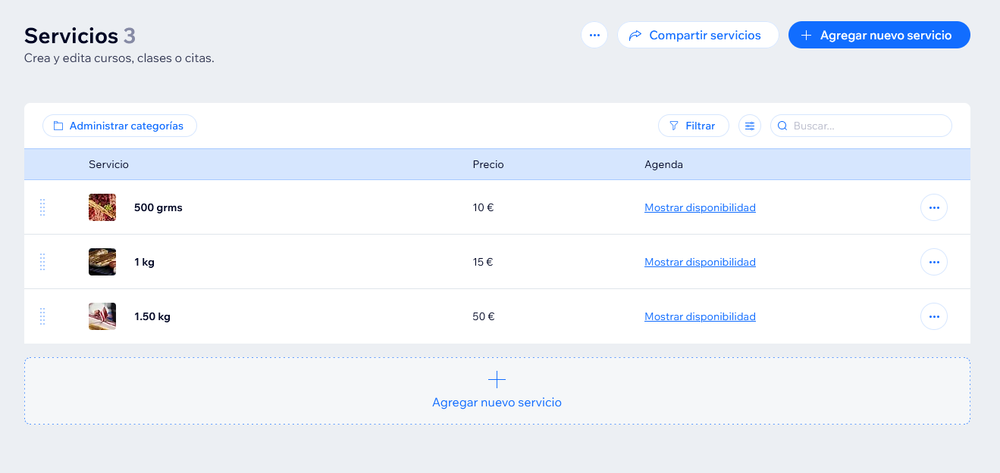 Servicios 3
Crea y edita cursos, clases o citas.
Compartir servicios
Agregar nuevo servicio
Administrar categorías
Filtrar
Buscar...
Servicio Precio Agenda
500 grms 10 € Mostrar disponibilidad
1 kg 15 € Mostrar disponibilidad
1.50 kg 50 € Mostrar disponibilidad
Agregar nuevo servicio